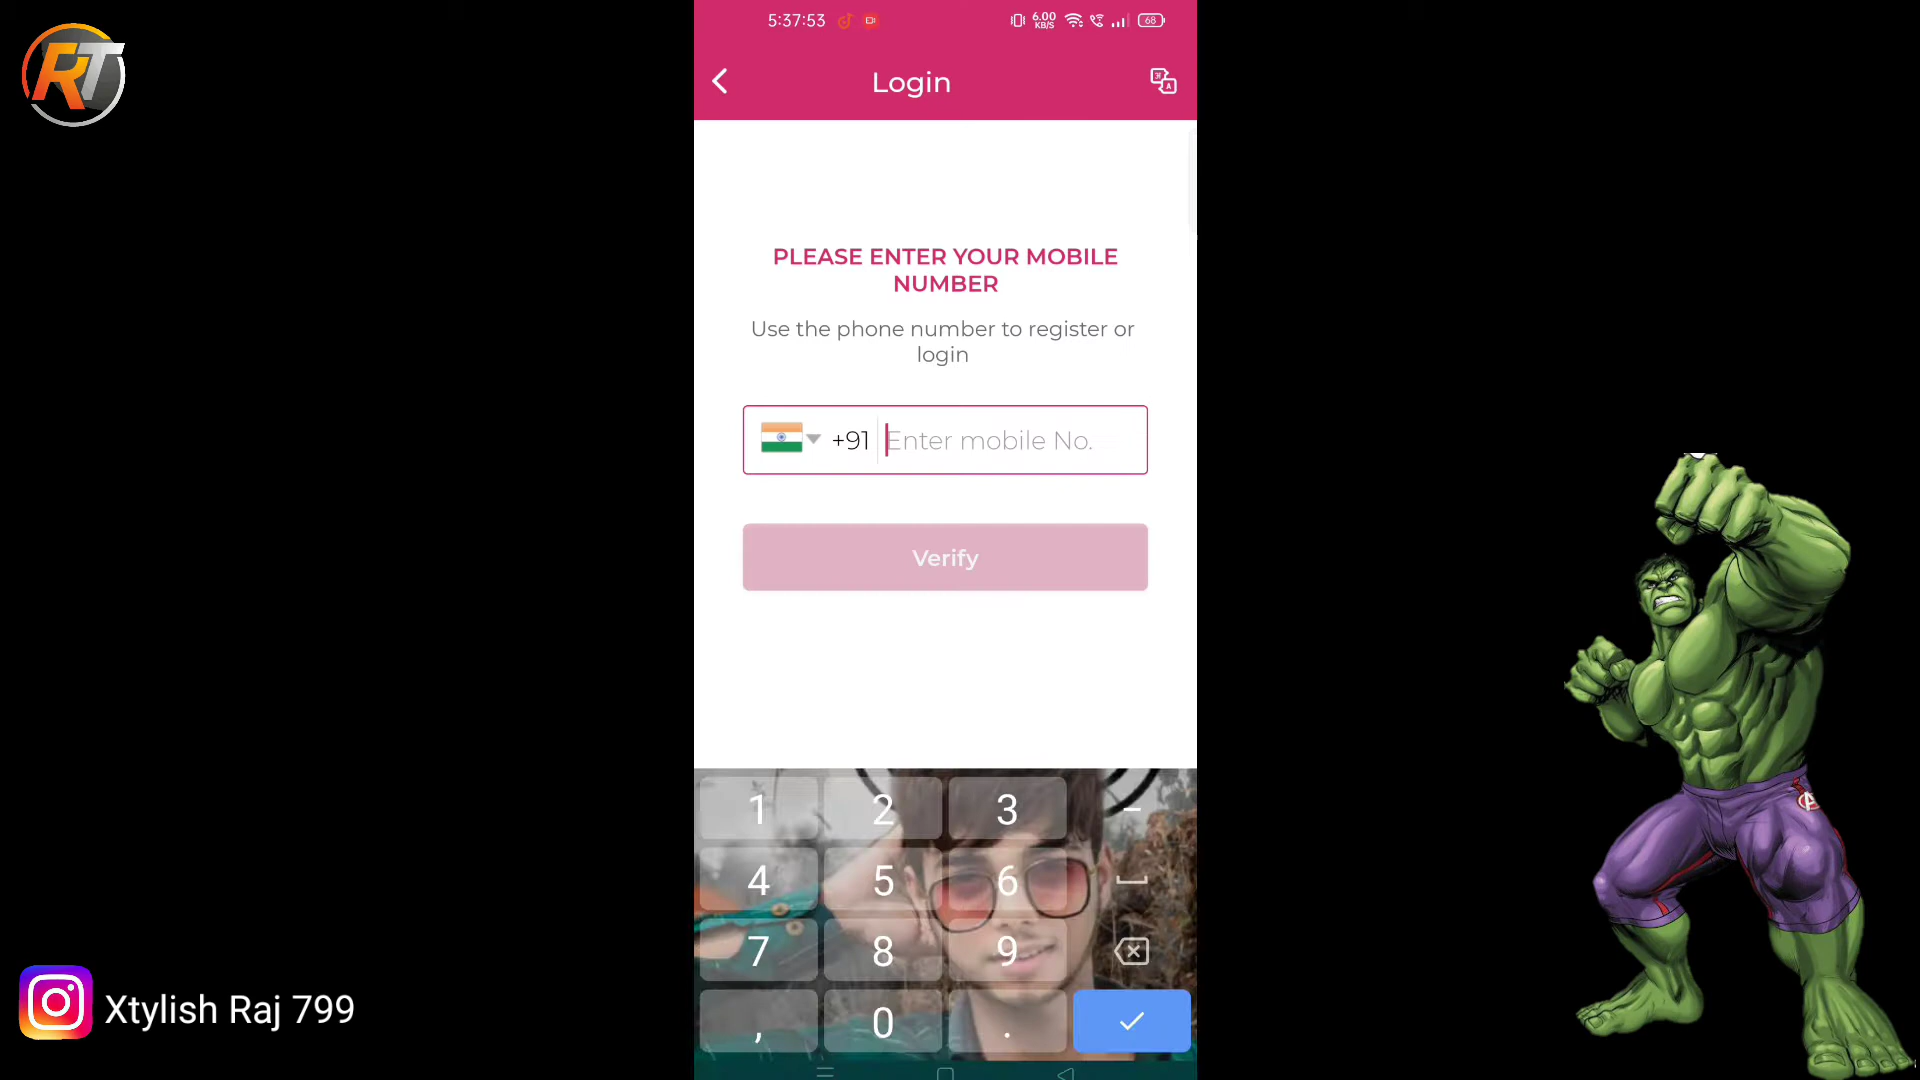 RT
5:37:53
6.00
KB/S
68
Login
PLEASE ENTER YOUR MOBILE
NUMBER
Use the phone number to register or
login
+91 Enter mobile No.
Verify
1 2 3 -
4 5 6
7 8 9
, 0 .
Xtylish Raj 799